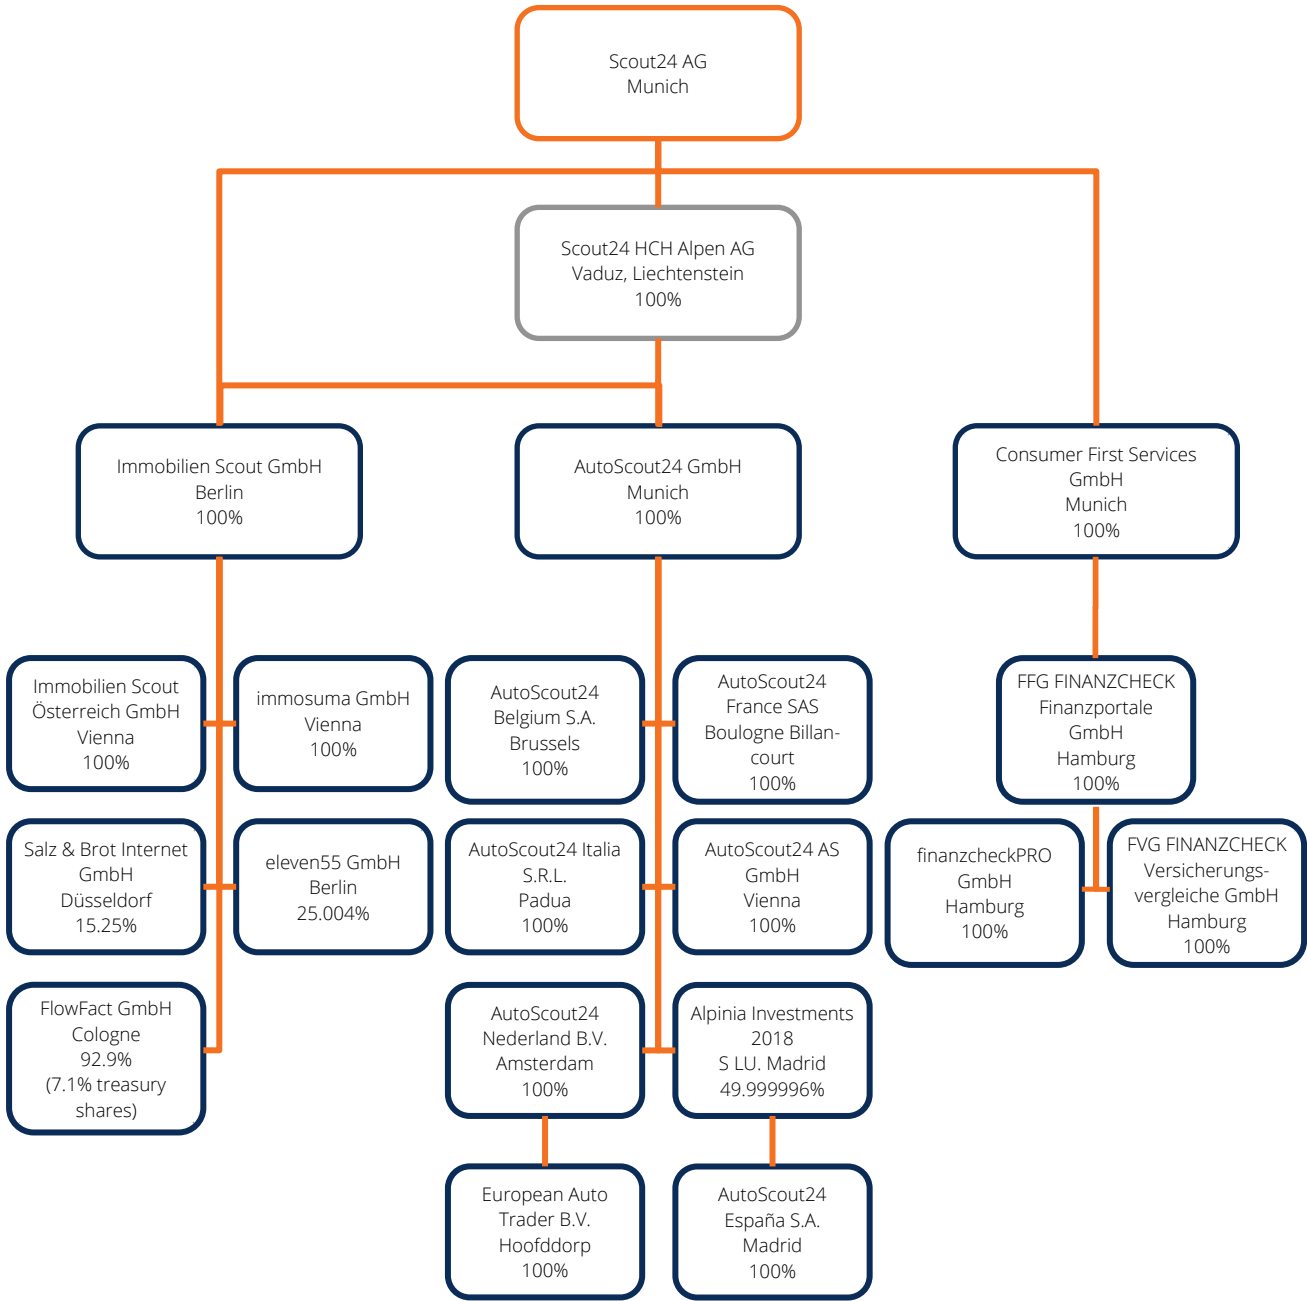 Scout24 AG
Munich
Scout24 HCH Alpen AG
Vaduz, Liechtenstein
100%
Immobilien Scout GmbH
Berlin
100%
AutoScout24 GmbH
Munich
100%
Consumer First Services
GmbH
Munich
100%
Immobilien Scout
Österreich GmbH
Vienna
100%
immosuma GmbH
Vienna
100%
AutoScout24
Belgium S.A.
Brussels
100%
AutoScout24
France SAS
Boulogne Billan-
court
100%
FFG FINANZCHECK
Finanzportale
GmbH
Hamburg
100%
Salz & Brot Internet
GmbH
Düsseldorf
15.25%
eleven55 GmbH
Berlin
25.004%
AutoScout24 Italia
S.R.L.
Padua
100%
AutoScout24 AS
GmbH
Vienna
100%
finanzcheckPRO
GmbH
Hamburg
100%
FVG FINANZCHECK
Versicherungs-
vergleiche GmbH
Hamburg
100%
FlowFact GmbH
Cologne
92.9%
(7.1% treasury
shares)
AutoScout24
Nederland B.V.
Amsterdam
100%
Alpinia Investments
2018
S LU. Madrid
49.999996%
European Auto
Trader B.V.
Hoofddorp
100%
AutoScout24
España S.A.
Madrid
100%